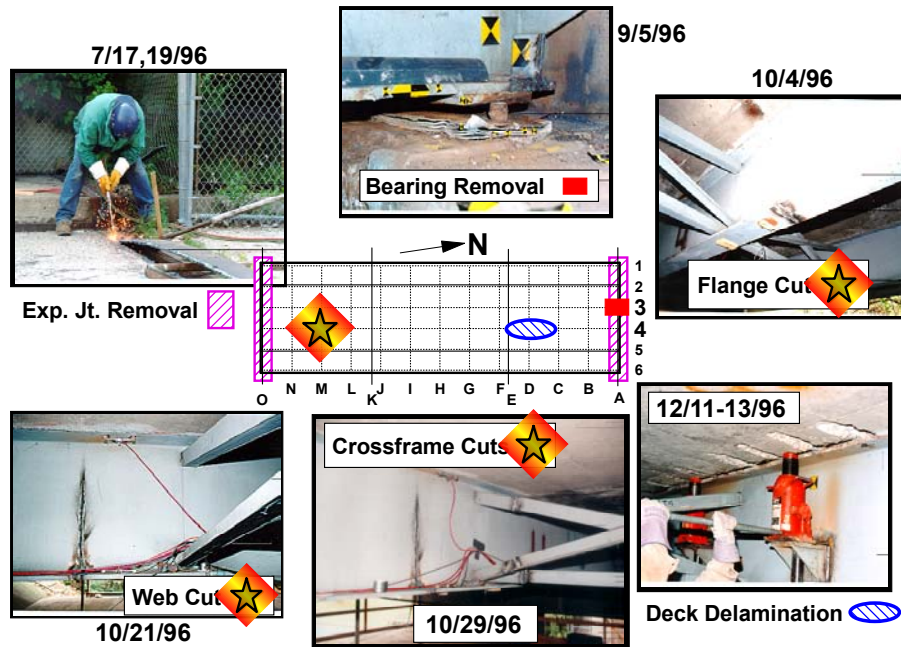 7/17,19/96
9/5/96
10/4/96
Bearing Removal
Flange Cut
Exp. Jt. Removal
N
1
2
3
4
5
6
O N M L K J I H G F E D C B A
Crossframe Cuts
12/11-13/96
Web Cut
10/21/96
10/29/96
Deck Delamination